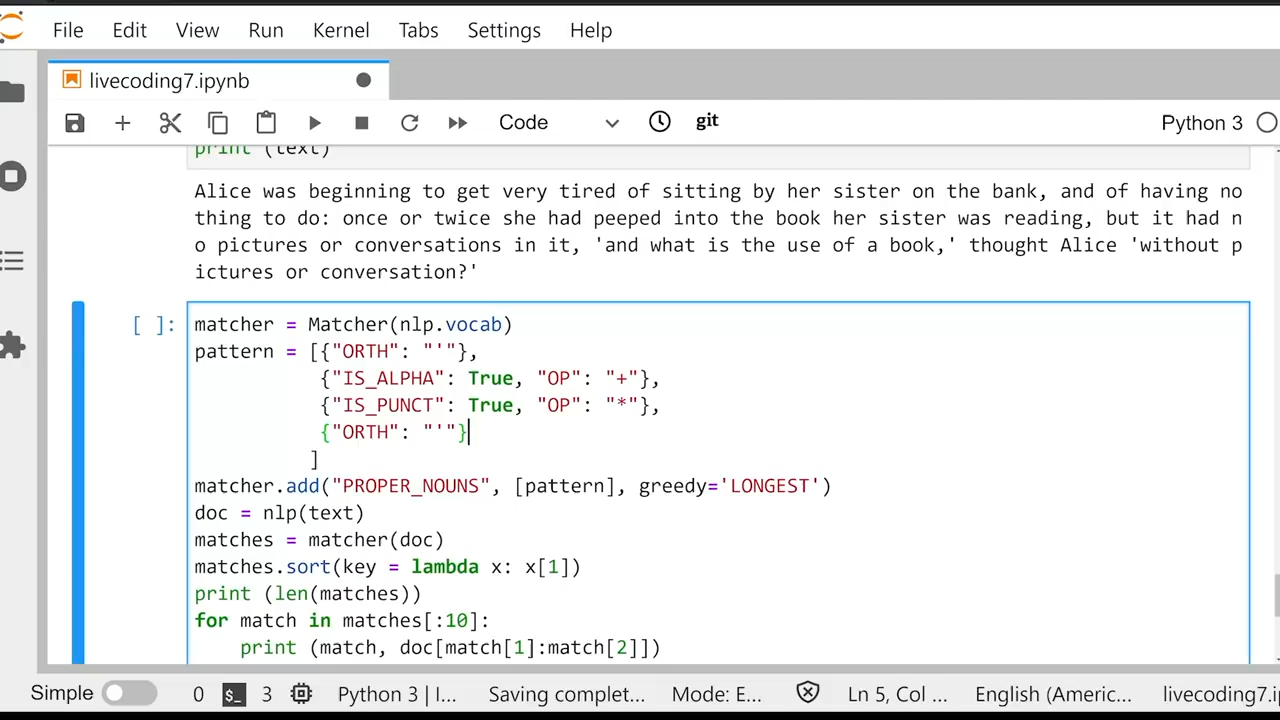 File Edit View Run Kernel Tabs Settings Help
livecoding7.ipynb
Code git Python 3
print (text)
Alice was beginning to get very tired of sitting by her sister on the bank, and of having no
thing to do: once or twice she had peeped into the book her sister was reading, but it had n
o pictures or conversations in it, 'and what is the use of a book,' thought Alice 'without p
ictures or conversation?'
[ ]: matcher = Matcher(nlp.vocab)
pattern = [{"ORTH": "'"},
{"IS_ALPHA": True, "OP": "+"},
{"IS_PUNCT": True, "OP": "*"},
{"ORTH": "'"}
]
matcher.add("PROPER_NOUNS", [pattern], greedy='LONGEST')
doc = nlp(text)
matches = matcher(doc)
matches.sort(key = lambda x: x[1])
print (len(matches))
for match in matches[:10]:
print (match, doc[match[1]:match[2]])
Simple 0 $_ 3 Python 3 | I... Saving complet... Mode: E... Ln 5, Col ... English (Americ... livecoding7.ip